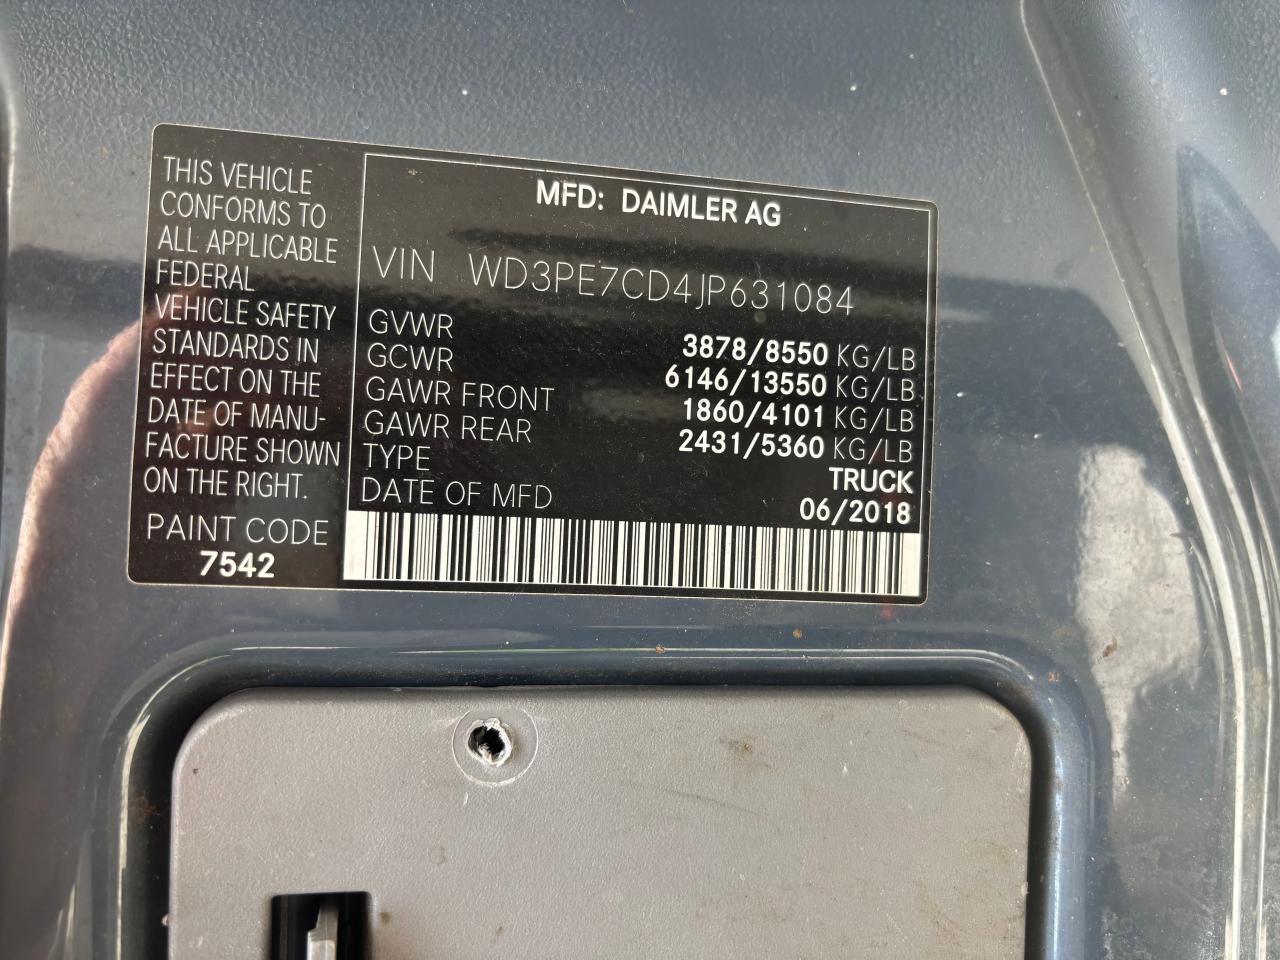 THIS VEHICLE
CONFORMS TO
ALL APPLICABLE
FEDERAL
VEHICLE SAFETY
STANDARDS IN
EFFECT ON THE
DATE OF MANU-
FACTURE SHOWN
ON THE RIGHT.
PAINT CODE
7542
MFD: DAIMLER AG
VIN WD3PE7CD4JP631084
GVWR 3878/8550 KG/LB
GCWR 6146/13550 KG/LB
GAWR FRONT 1860/4101 KG/LB
GAWR REAR 2431/5360 KG/LB
TYPE TRUCK
DATE OF MFD 06/2018